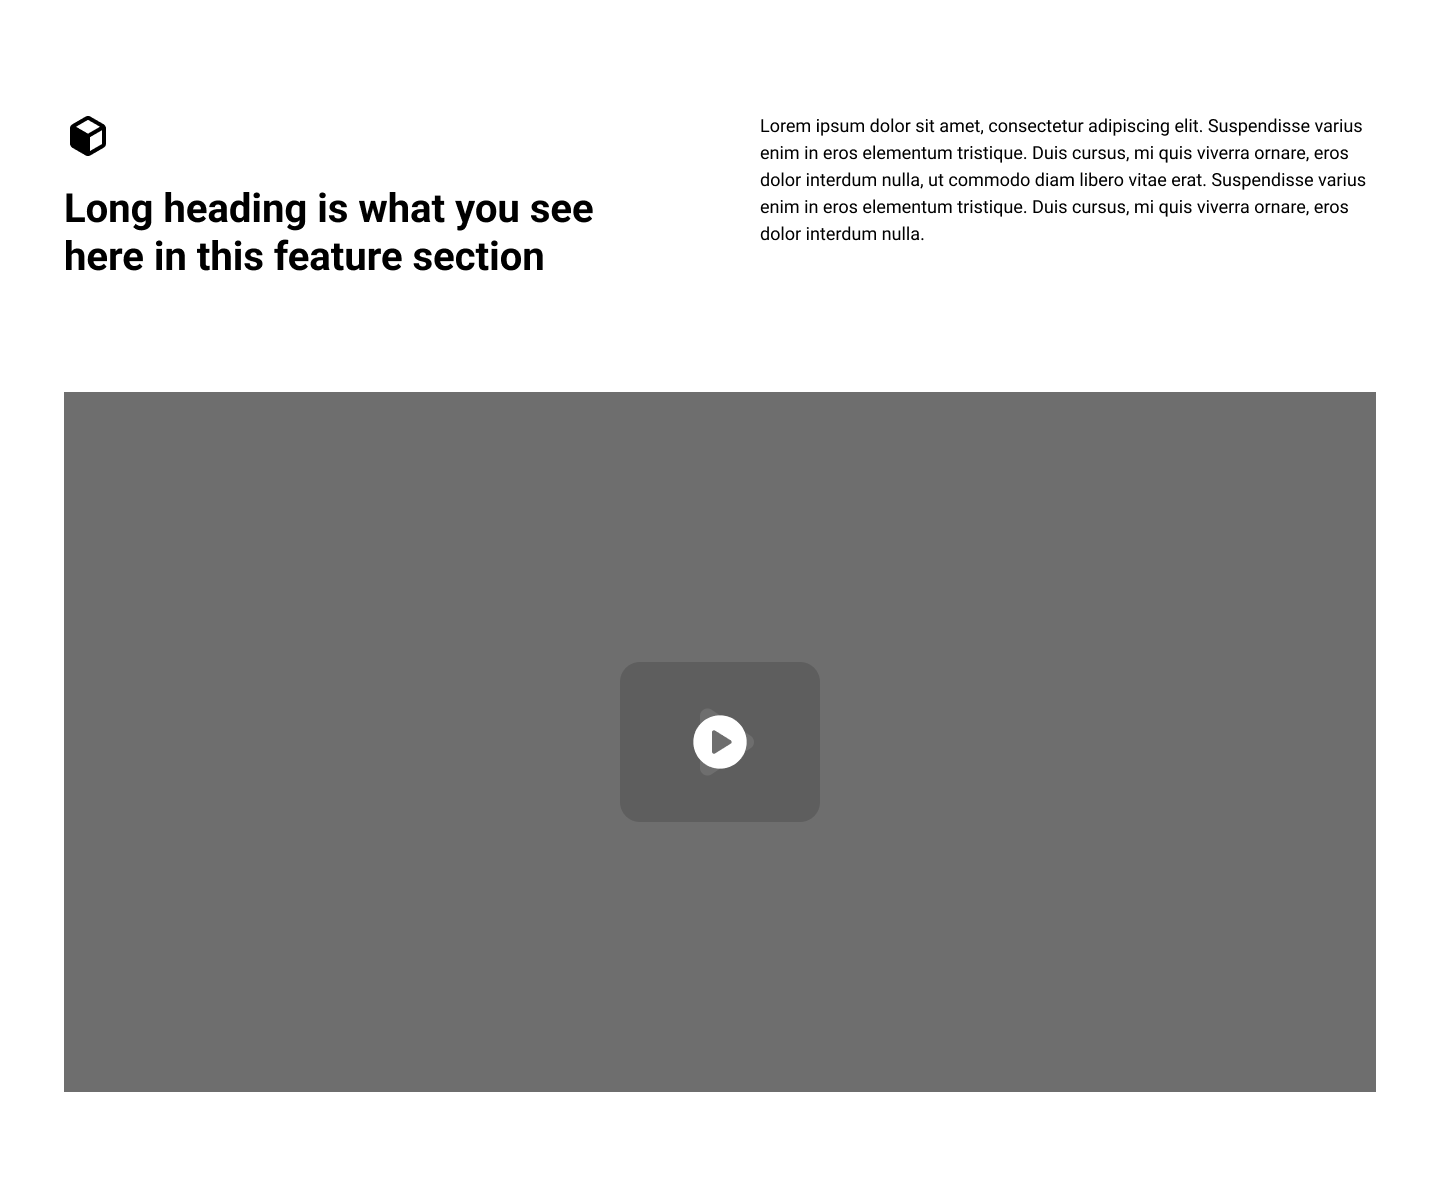 Long heading is what you see
here in this feature section
Lorem ipsum dolor sit amet, consectetur adipiscing elit. Suspendisse varius
enim in eros elementum tristique. Duis cursus, mi quis viverra ornare, eros
dolor interdum nulla, ut commodo diam libero vitae erat. Suspendisse varius
enim in eros elementum tristique. Duis cursus, mi quis viverra ornare, eros
dolor interdum nulla.